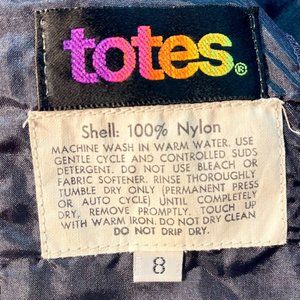 totes®
Shell: 100% Nylon
MACHINE WASH IN WARM WATER. USE
GENTLE CYCLE AND CONTROLLED SUDS
DETERGENT. DO NOT USE BLEACH OR
FABRIC SOFTENER. RINSE THOROUGHLY
TUMBLE DRY ONLY (PERMANENT PRESS
OR AUTO CYCLE) UNTIL COMPLETELY
DRY, REMOVE PROMPTLY. TOUCH UP
WITH WARM IRON. DO NOT DRY CLEAN
DO NOT DRIP DRY.
8